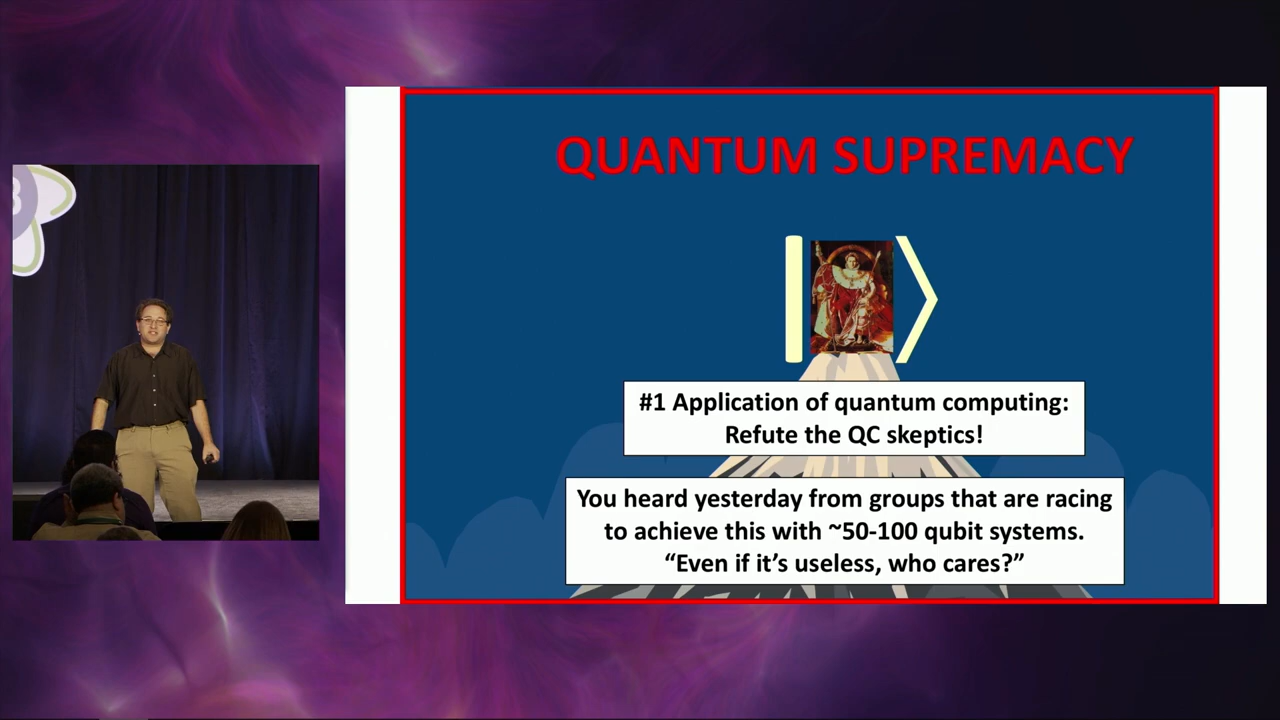 QUANTUM SUPREMACY
#1 Application of quantum computing:
Refute the QC skeptics!
You heard yesterday from groups that are racing
to achieve this with ~50-100 qubit systems.
“Even if it’s useless, who cares?”